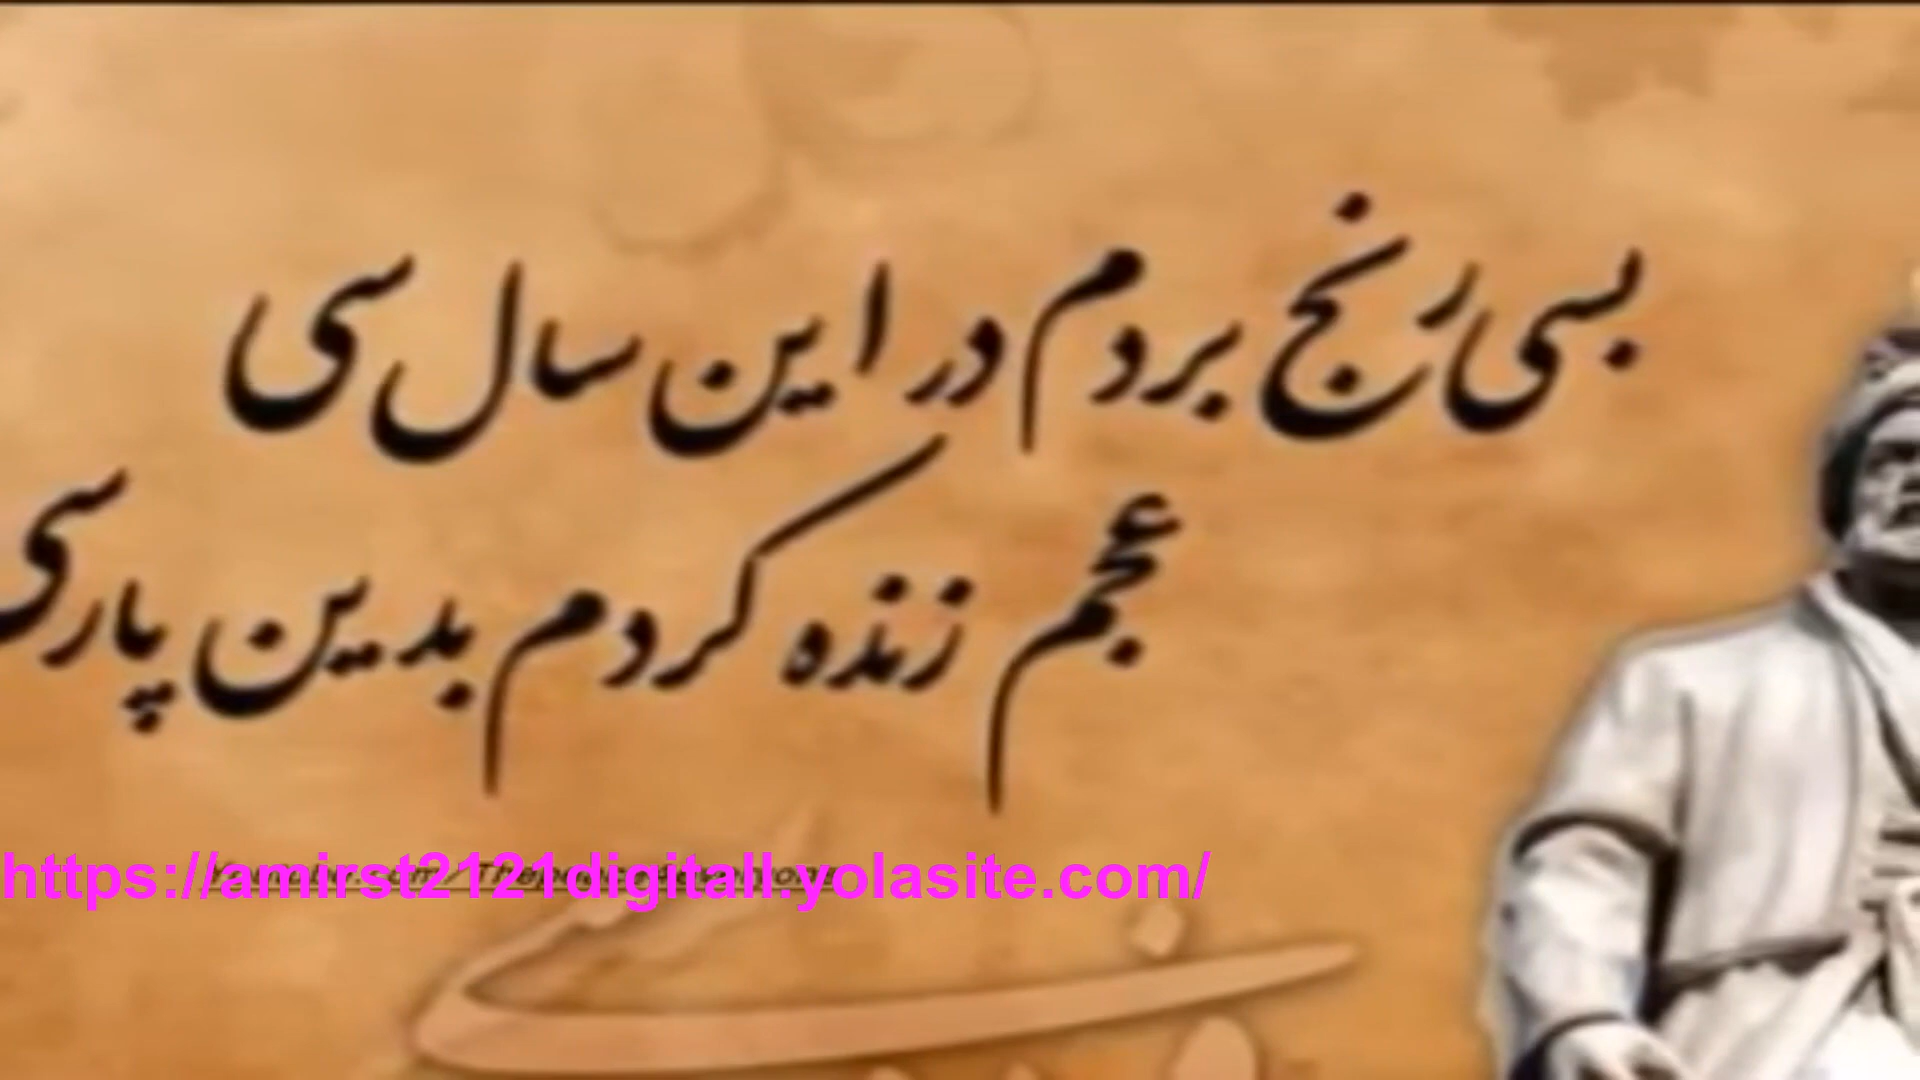 بسی رنج بردم در این سال سی
عجم زنده کردم بدین پارسی
https://amirst2121digitall.yolasite.com/